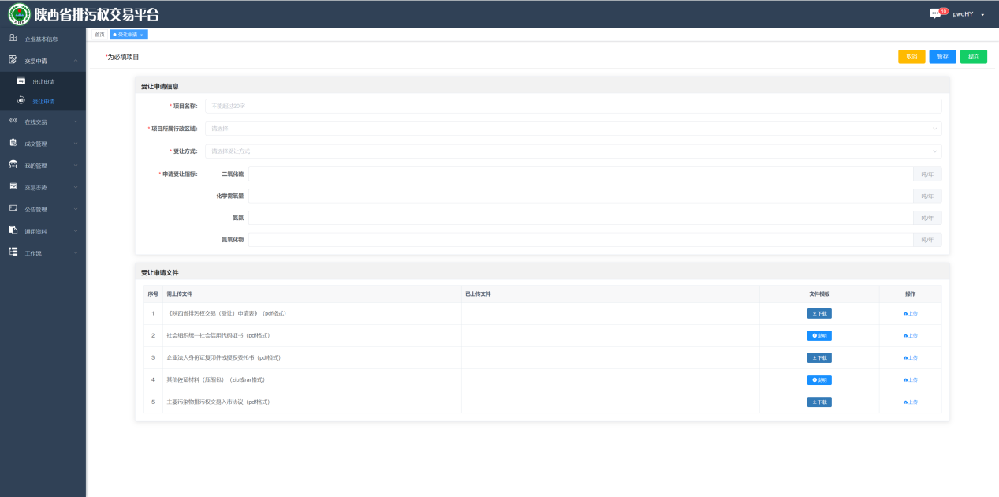 陕西省排污权交易平台
10
pwqHY
企业基本信息
交易申请
出让申请
受让申请
在线交易
成交管理
我的管理
交易态势
公告管理
通用资料
工作流
首页
受让申请 ×
*为必填项目
取消
暂存
提交
受让申请信息
* 项目名称:
不能超过20字
* 项目所属行政区域:
请选择
* 受让方式:
请选择受让方式
* 申请受让指标:
二氧化硫
吨/年
化学需氧量
吨/年
氨氮
吨/年
氮氧化物
吨/年
受让申请文件
序号 需上传文件 已上传文件 文件模板 操作
1 《陕西省排污权交易（受让）申请表》（pdf格式） 下载 上传
2 社会组织统一社会信用代码证书（pdf格式） 说明 上传
3 企业法人身份证复印件或授权委托书（pdf格式） 下载 上传
4 其他佐证材料（压缩包）（zip或rar格式） 说明 上传
5 主要污染物排污权交易入市协议（pdf格式） 下载 上传